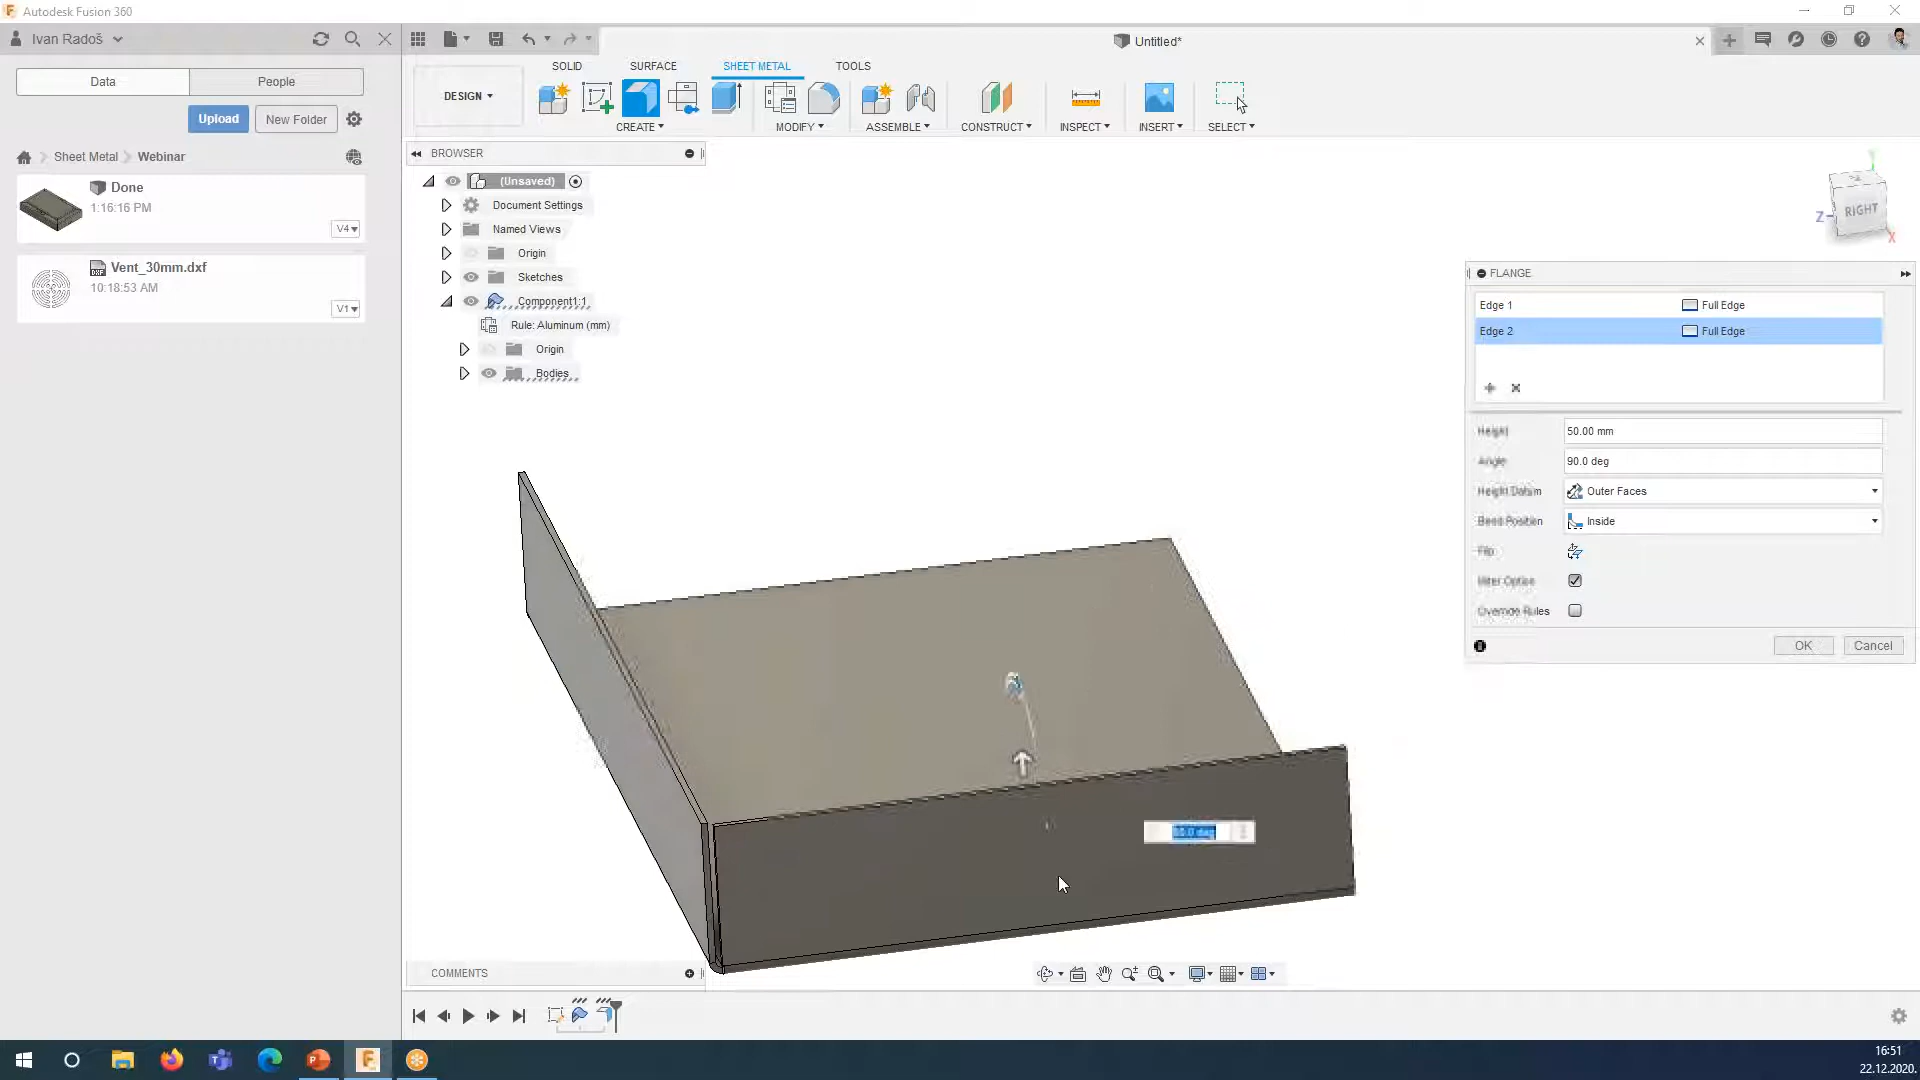 Autodesk Fusion 360
Ivan Radoš
Data
People
Upload
New Folder
Sheet Metal
Webinar
Done
1:16:16 PM
V4
Vent_30mm.dxf
10:18:53 AM
V1
Untitled*
SOLID
SURFACE
SHEET METAL
TOOLS
DESIGN
CREATE
MODIFY
ASSEMBLE
CONSTRUCT
INSPECT
INSERT
SELECT
BROWSER
(Unsaved)
Document Settings
Named Views
Origin
Sketches
Component1:1
Rule: Aluminum (mm)
Origin
Bodies
Z
RIGHT
X
FLANGE
Edge 1
Full Edge
Edge 2
Full Edge
Height
50.00 mm
Angle
90.0 deg
Height Datum
Outer Faces
Bend Position
Inside
Flip
Miter Option
Override Rules
OK
Cancel
COMMENTS
16:51
22.12.2020.